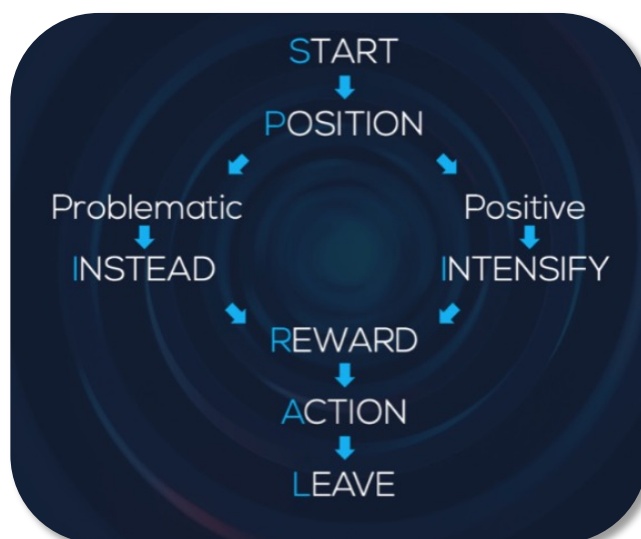 START
POSITION
Problematic
Positive
INSTEAD
INTENSIFY
REWARD
ACTION
LEAVE